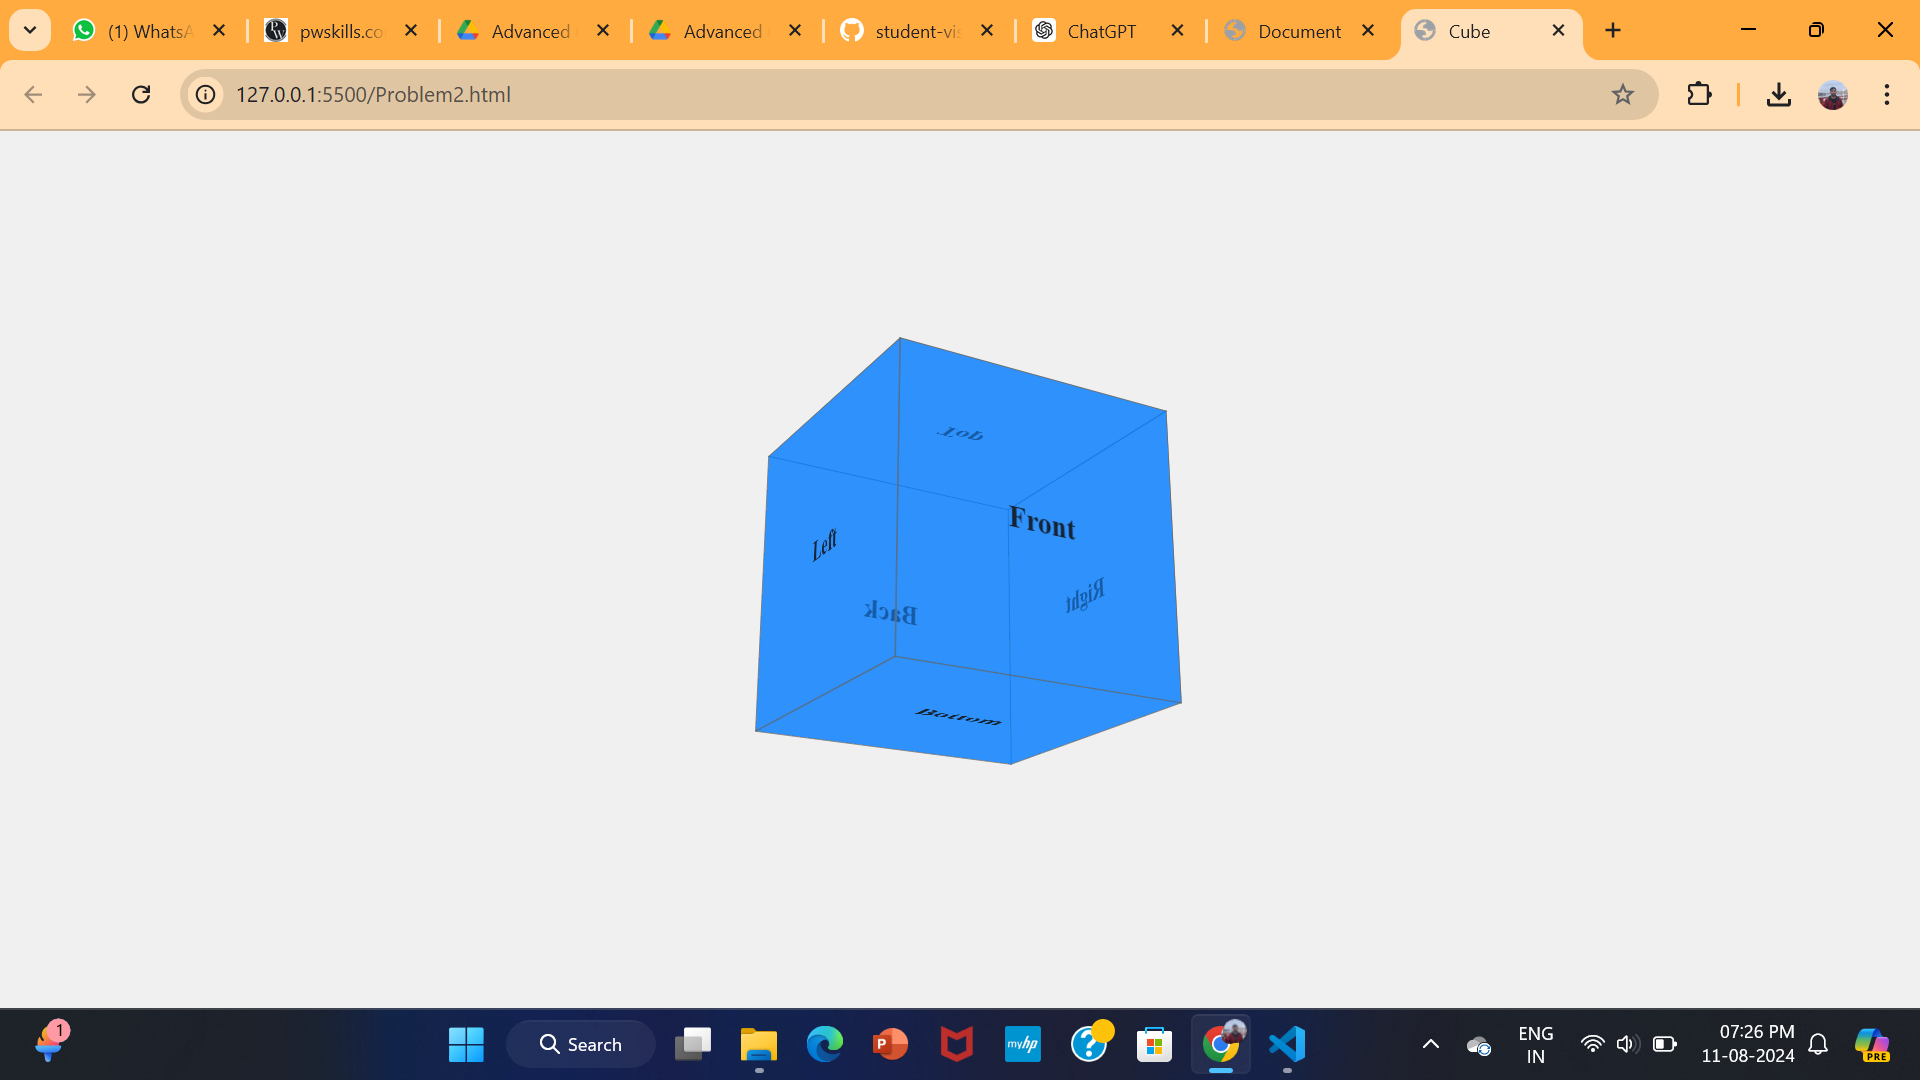 (1) WhatsA
pwskills.co
Advanced
Advanced
student-vis
ChatGPT
Document
Cube
127.0.0.1:5500/Problem2.html
Top
Front
Left
Right
Back
Bottom
1
Search
P
myhp
ENG
IN
07:26 PM
11-08-2024
PRE